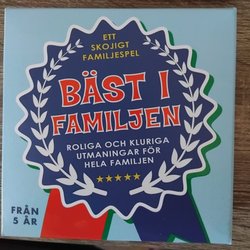 ETT
SKOJIGT
FAMILJESPEL
BÄST I
FAMILJEN
ROLIGA OCH KLURIGA
UTMANINGAR FÖR
HELA FAMILJEN
FRÅN
5 ÅR